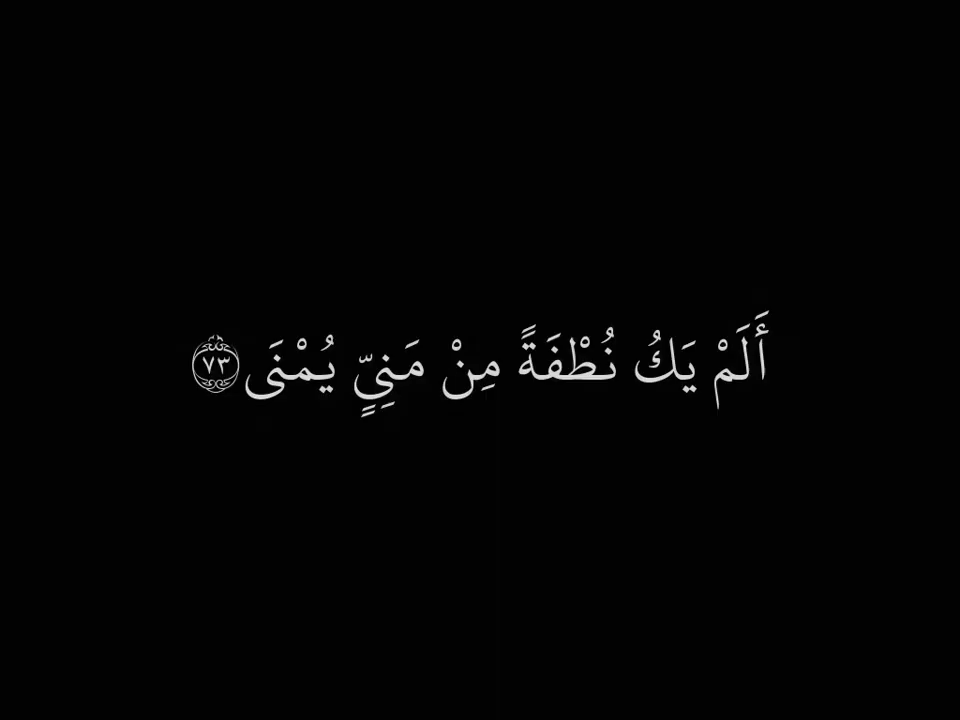 أَلَمْ يَكُ نُطْفَةً مِنْ مَنِيٍّ يُمْنَى ٧٣